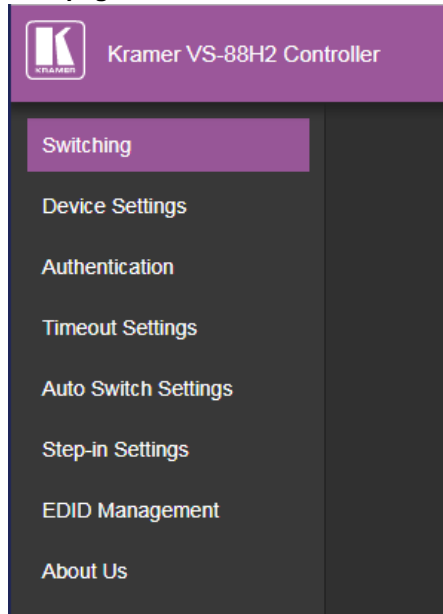 KRAMER
Kramer VS-88H2 Controller
Switching
Device Settings
Authentication
Timeout Settings
Auto Switch Settings
Step-in Settings
EDID Management
About Us